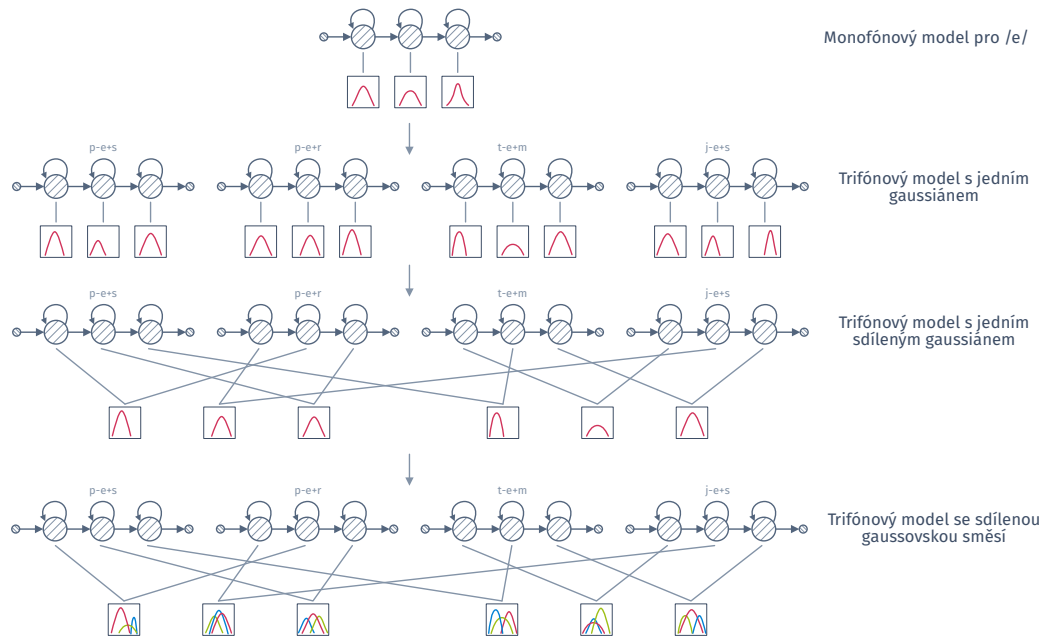 Monofónový model pro /e/
p-e+s
p-e+r
t-e+m
j-e+s
Trifónový model s jedním
gaussiánem
p-e+s
p-e+r
t-e+m
j-e+s
Trifónový model s jedním
sdíleným gaussiánem
p-e+s
p-e+r
t-e+m
j-e+s
Trifónový model se sdílenou
gaussovskou směsí